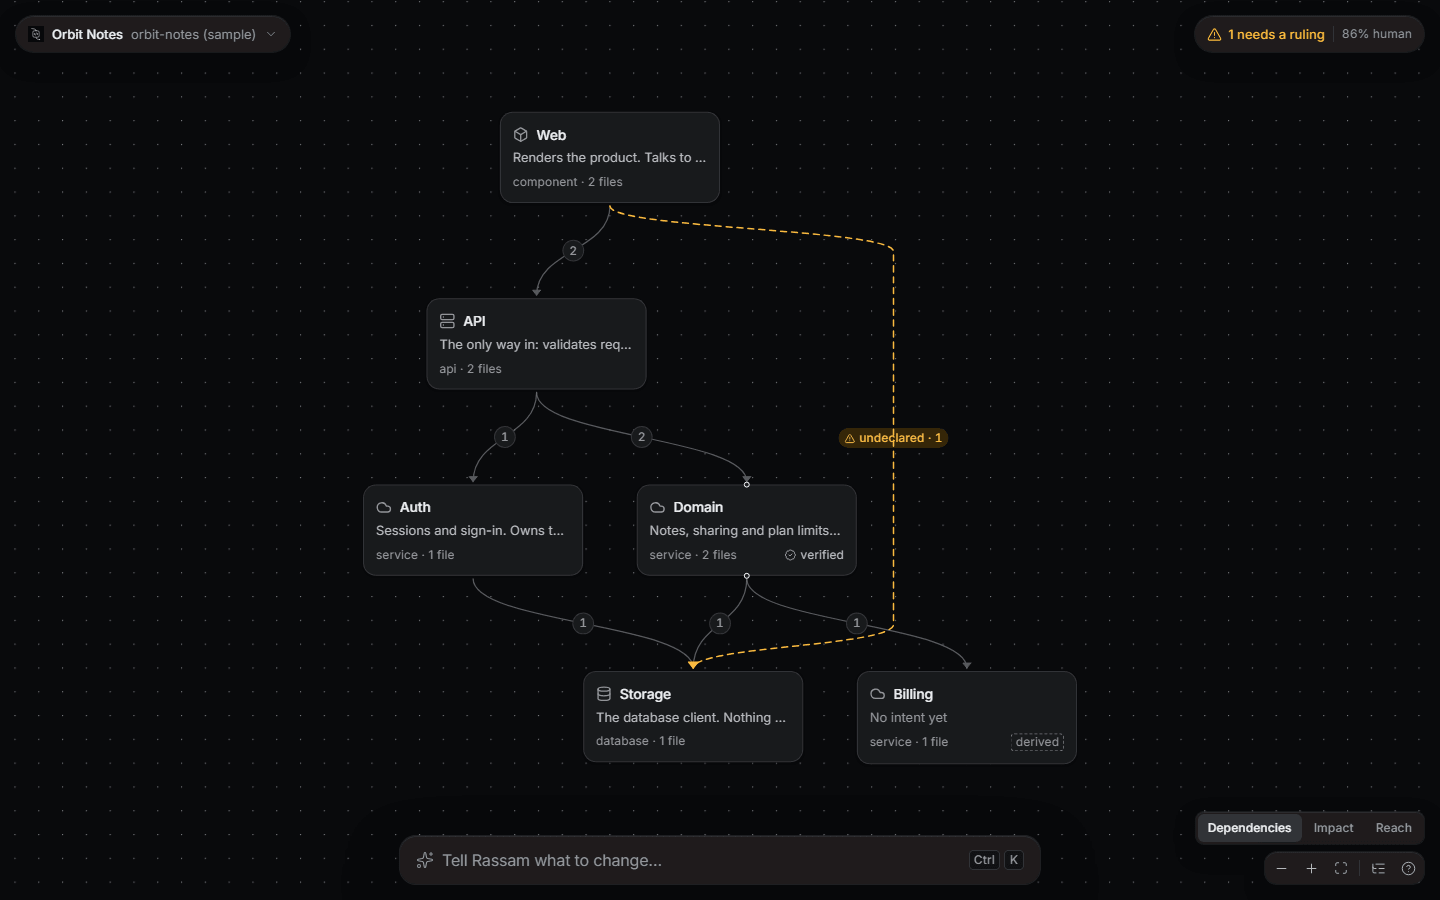 Orbit Notes orbit-notes (sample)
1 needs a ruling 86% human
Web
Renders the product. Talks to ...
component · 2 files
2
API
The only way in: validates req...
api · 2 files
1
2
undeclared · 1
Auth
Sessions and sign-in. Owns t...
service · 1 file
Domain
Notes, sharing and plan limits...
service · 2 files verified
1
1
1
Storage
The database client. Nothing ...
database · 1 file
Billing
No intent yet
service · 1 file derived
Dependencies Impact Reach
Tell Rassam what to change...
Ctrl K